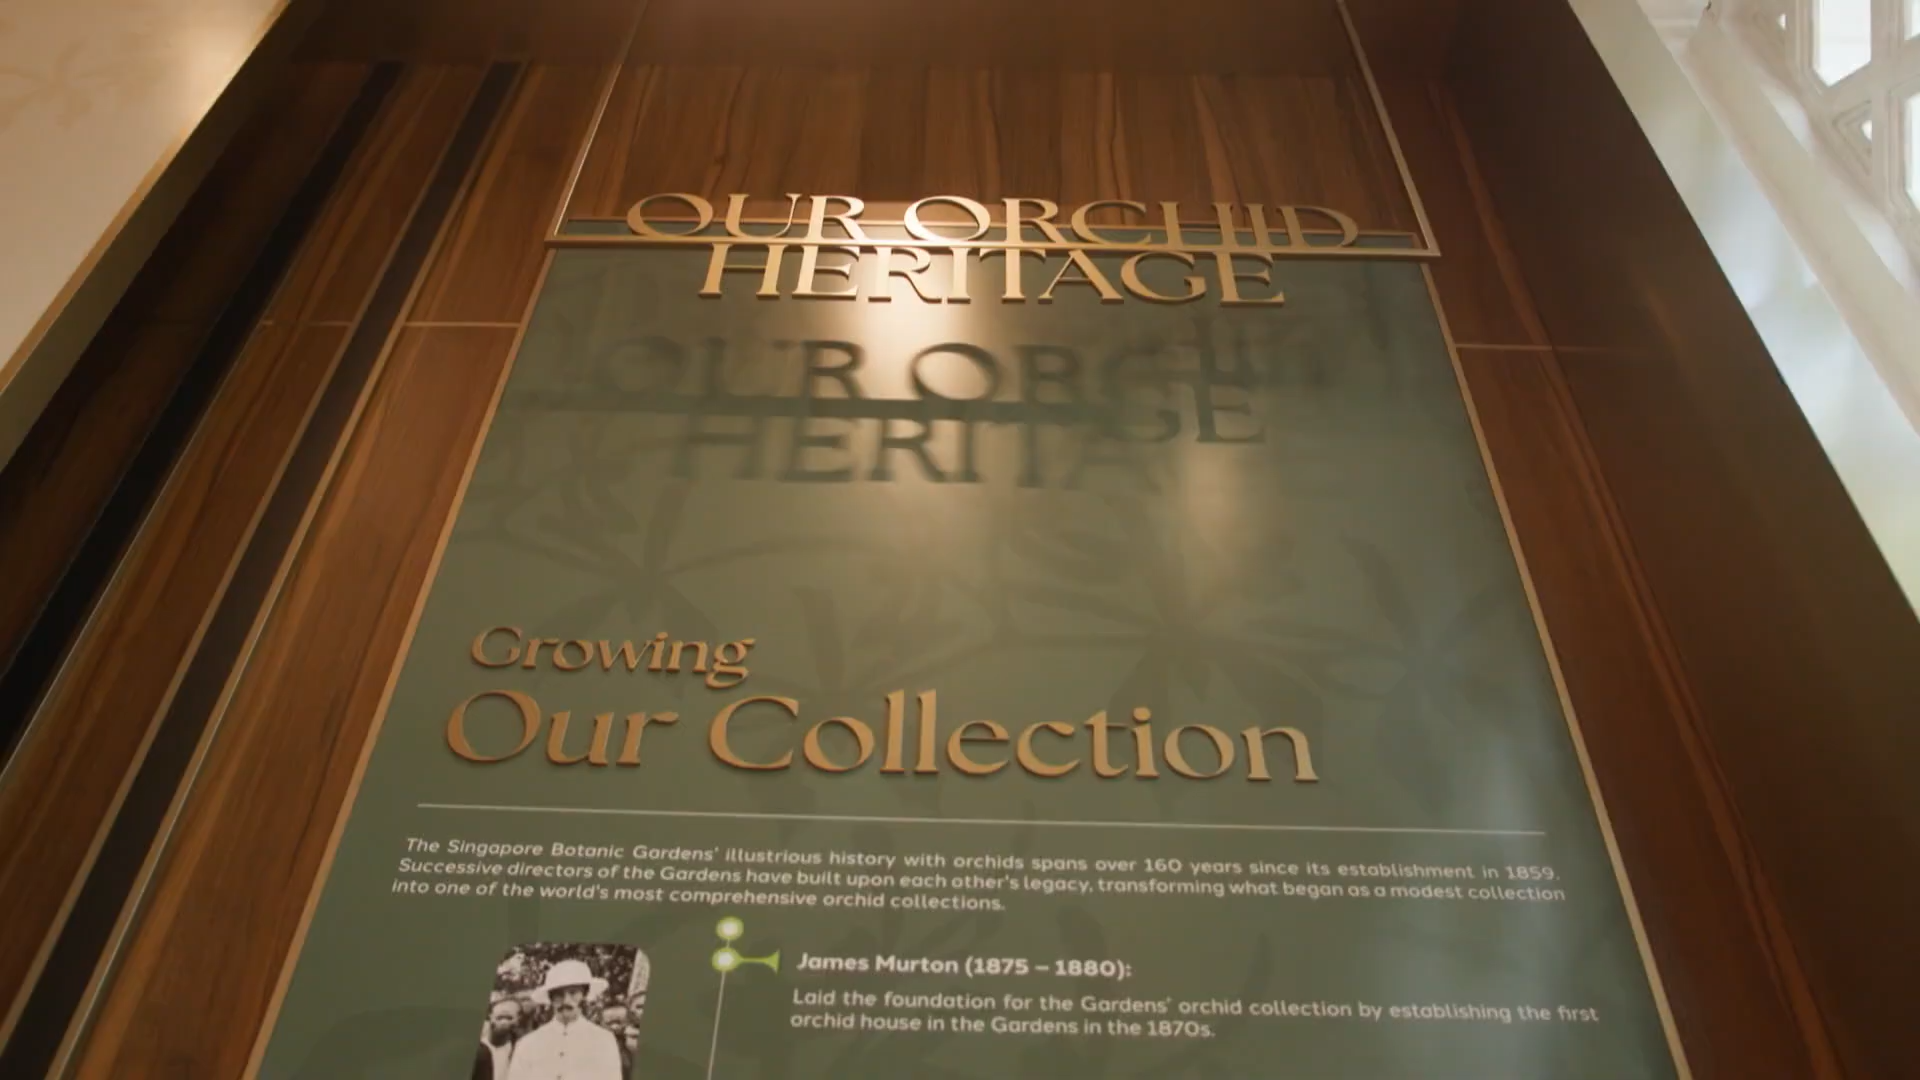 OUR ORCHID
HERITAGE
Growing
Our Collection
The Singapore Botanic Gardens' illustrious history with orchids spans over 160 years since its establishment in 1859.
Successive directors of the Gardens have built upon each other's legacy, transforming what began as a modest collection
into one of the world's most comprehensive orchid collections.
James Murton (1875 – 1880):
Laid the foundation for the Gardens' orchid collection by establishing the first
orchid house in the Gardens in the 1870s.